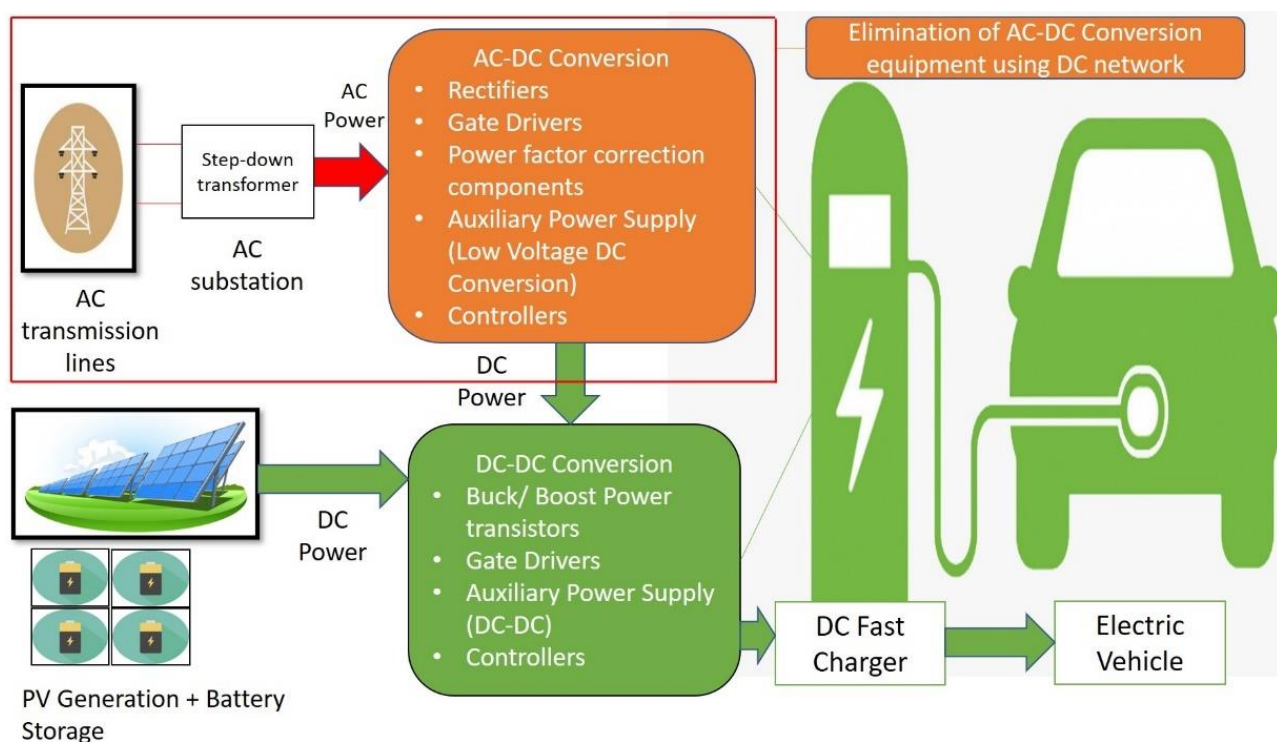 AC-DC Conversion
• Rectifiers
• Gate Drivers
• Power factor correction
components
• Auxiliary Power Supply
(Low Voltage DC
Conversion)
• Controllers
Elimination of AC-DC Conversion
equipment using DC network
AC
Power
Step-down
transformer
AC
substation
AC
transmission
lines
DC
Power
DC
Power
DC-DC Conversion
• Buck/ Boost Power
transistors
• Gate Drivers
• Auxiliary Power Supply
(DC-DC)
• Controllers
PV Generation + Battery
Storage
DC Fast
Charger
Electric
Vehicle